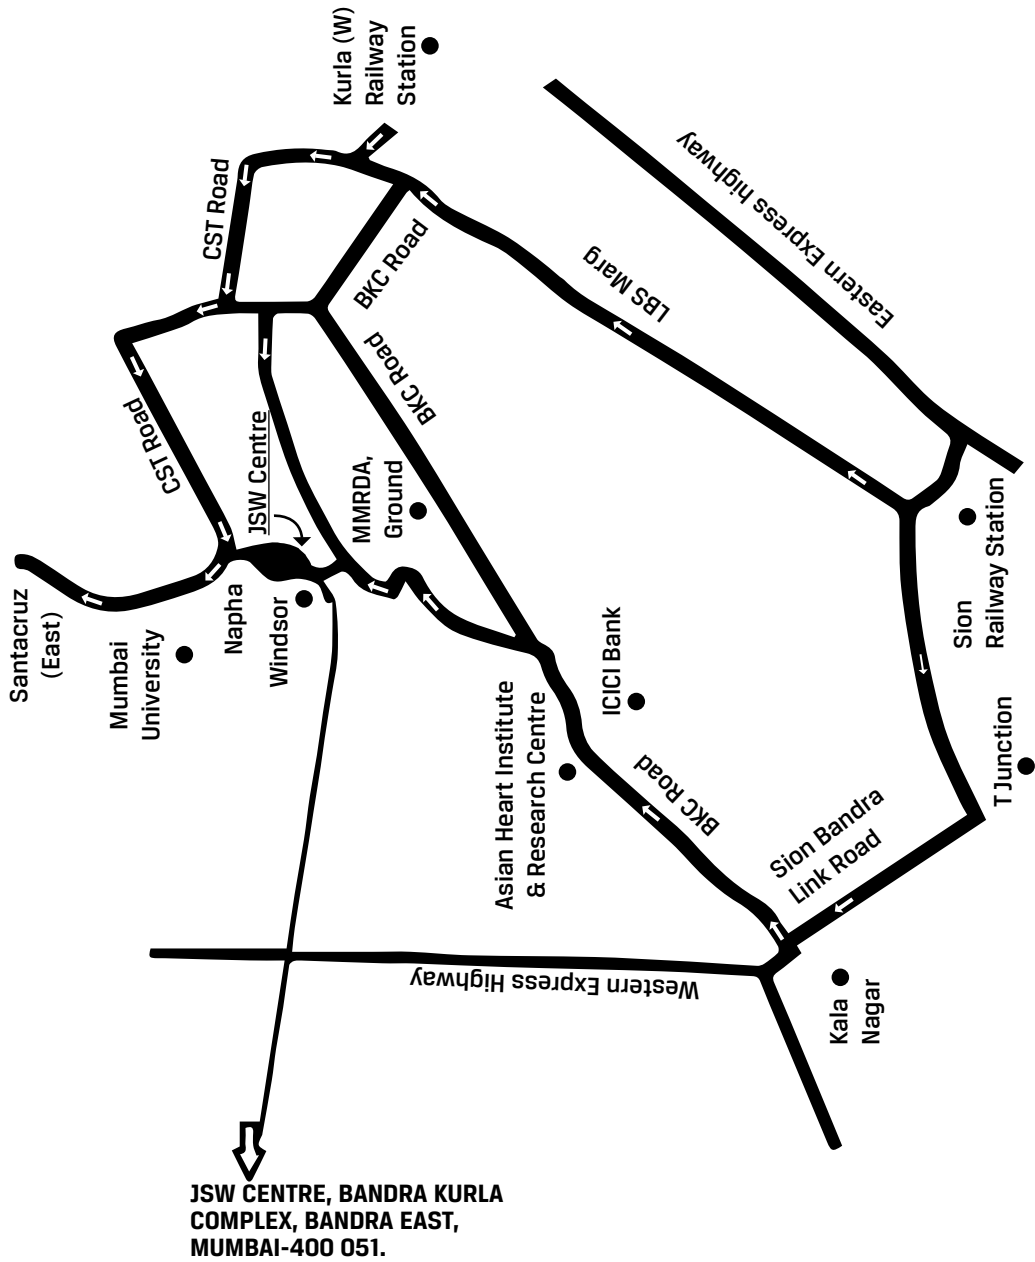 Kurla (W)
Railway
Station
Eastern Express highway
CST Road
BKC Road
LBS Marg
BKC Road
CST Road
JSW Centre
MMRDA,
Ground
Sion
Railway Station
Santacruz
(East)
Mumbai
University
Napha
Windsor
ICICI Bank
Asian Heart Institute
& Research Centre
BKC Road
T Junction
Sion Bandra
Link Road
Western Express Highway
Kala
Nagar
JSW CENTRE, BANDRA KURLA
COMPLEX, BANDRA EAST,
MUMBAI-400 051.